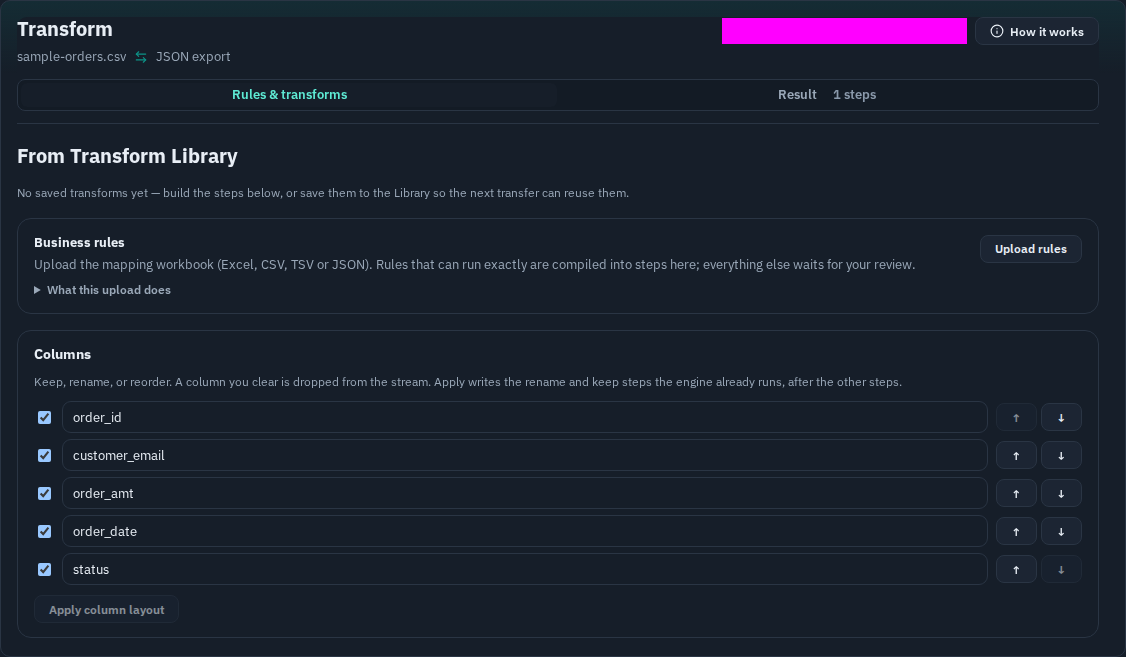 Transform
How it works
sample-orders.csv ⇆ JSON export
Rules & transforms
Result 1 steps
From Transform Library
No saved transforms yet — build the steps below, or save them to the Library so the next transfer can reuse them.
Business rules
Upload rules
Upload the mapping workbook (Excel, CSV, TSV or JSON). Rules that can run exactly are compiled into steps here; everything else waits for your review.
What this upload does
Columns
Keep, rename, or reorder. A column you clear is dropped from the stream. Apply writes the rename and keep steps the engine already runs, after the other steps.
order_id ↑ ↓
customer_email ↑ ↓
order_amt ↑ ↓
order_date ↑ ↓
status ↑ ↓
Apply column layout